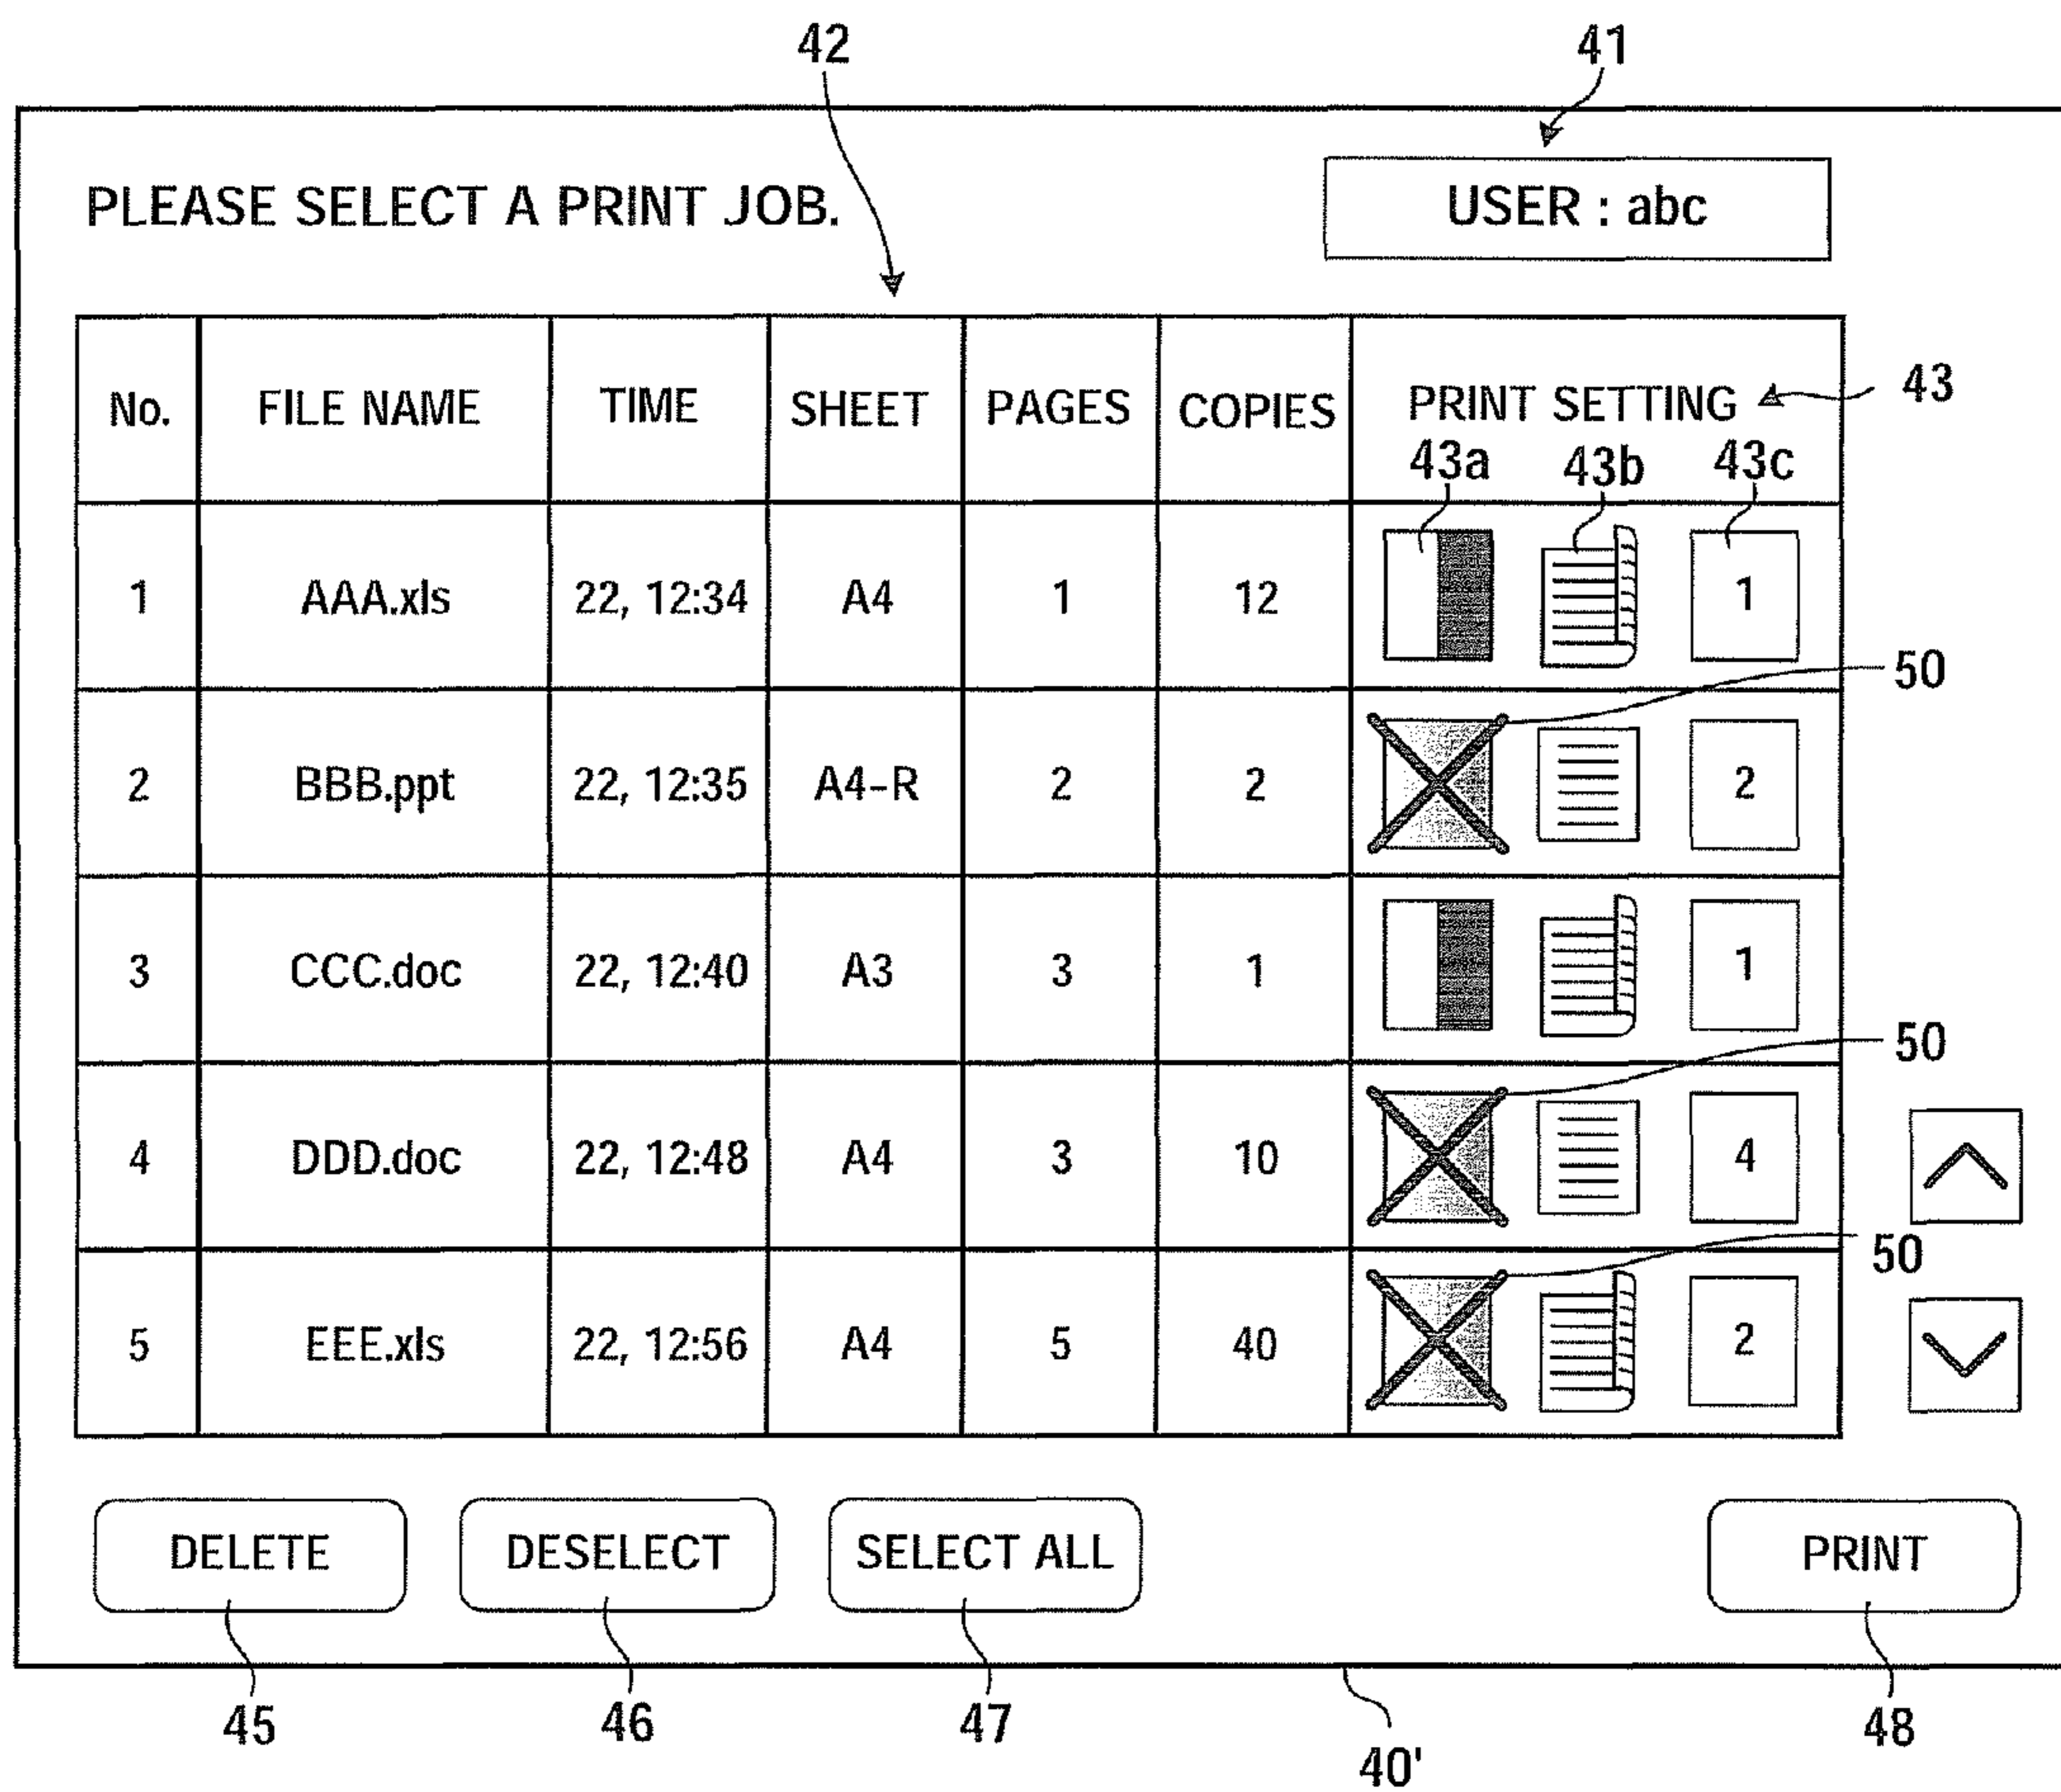 42 41
PLEASE SELECT A PRINT JOB. USER : abc
No. FILE NAME TIME SHEET PAGES COPIES PRINT SETTING 43
43a 43b 43c
1 AAA.xls 22, 12:34 A4 1 12 1
50
2 BBB.ppt 22, 12:35 A4-R 2 2 2
3 CCC.doc 22, 12:40 A3 3 1 1
50
4 DDD.doc 22, 12:48 A4 3 10 4
50
5 EEE.xls 22, 12:56 A4 5 40 2
DELETE DESELECT SELECT ALL PRINT
45 46 47 40' 48